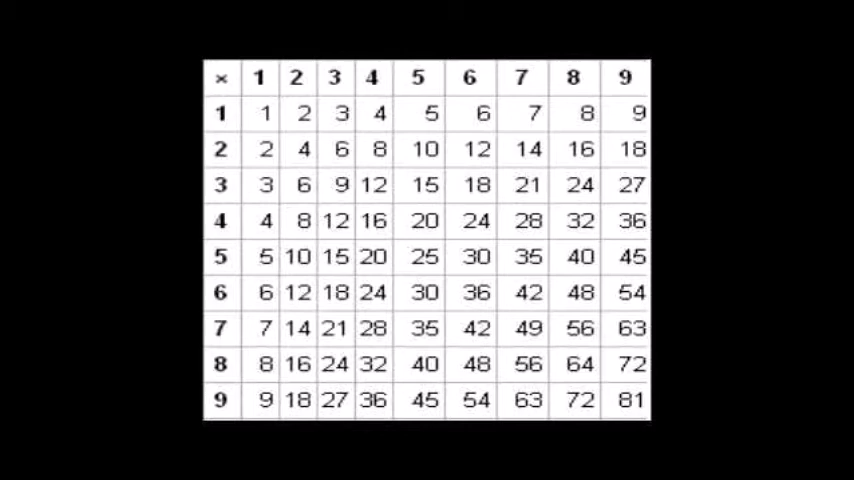 × 1 2 3 4 5 6 7 8 9
1 1 2 3 4 5 6 7 8 9
2 2 4 6 8 10 12 14 16 18
3 3 6 9 12 15 18 21 24 27
4 4 8 12 16 20 24 28 32 36
5 5 10 15 20 25 30 35 40 45
6 6 12 18 24 30 36 42 48 54
7 7 14 21 28 35 42 49 56 63
8 8 16 24 32 40 48 56 64 72
9 9 18 27 36 45 54 63 72 81